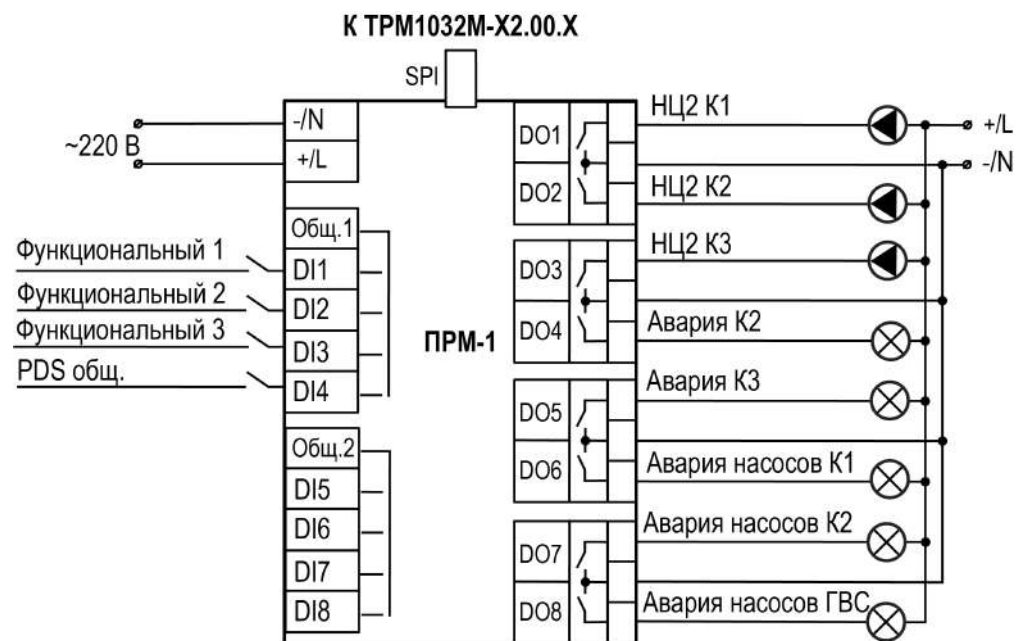 К ТРМ1032М-Х2.00.Х
SPI
~220 В
-/N
+/L
Общ.1
Функциональный 1
DI1
Функциональный 2
DI2
Функциональный 3
DI3
PDS общ.
DI4
Общ.2
DI5
DI6
DI7
DI8
ПРМ-1
DO1
НЦ2 К1
+/L
-/N
DO2
НЦ2 К2
DO3
НЦ2 К3
DO4
Авария К2
DO5
Авария К3
DO6
Авария насосов К1
DO7
Авария насосов К2
DO8
Авария насосов ГВС